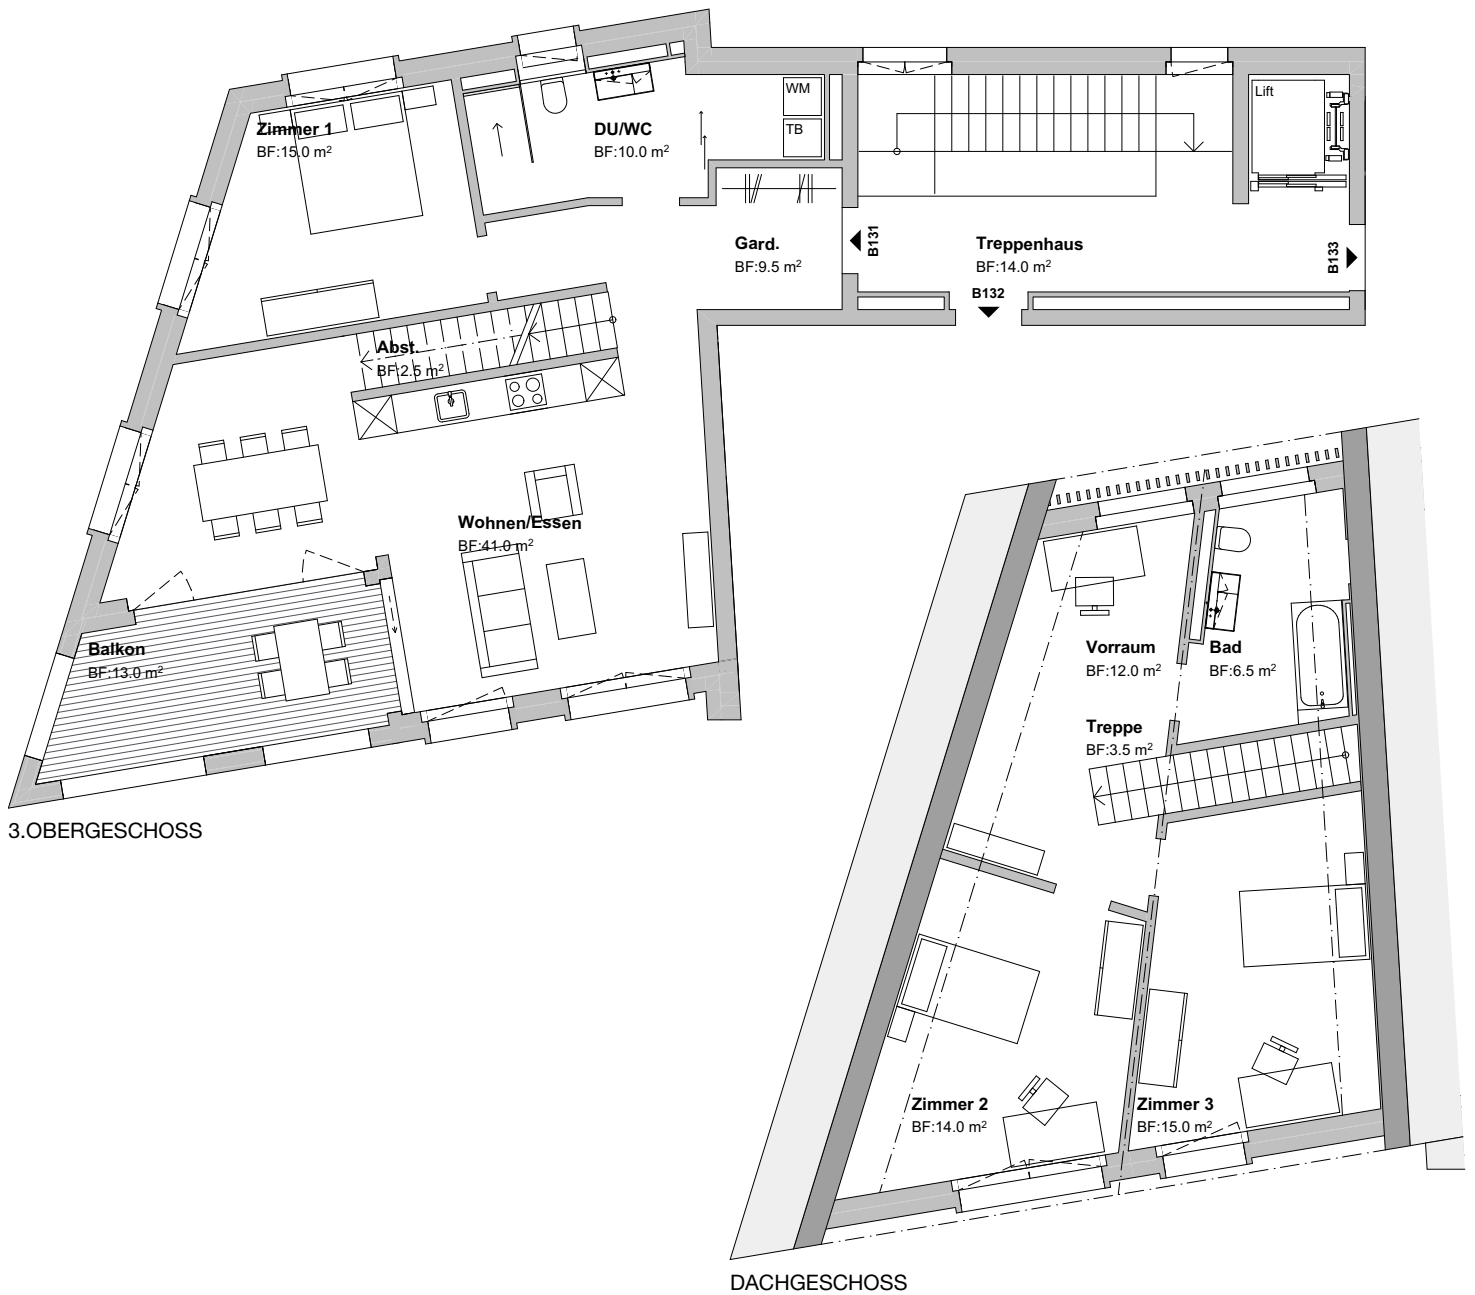 Zimmer 1
BF:15.0 m²
DU/WC
BF:10.0 m²
WM
TB
Lift
Gard.
BF:9.5 m²
B131
Treppenhaus
BF:14.0 m²
B132
B133
Abst.
BF:2.5 m²
Wohnen/Essen
BF:41.0 m²
Balkon
BF:13.0 m²
3.OBERGESCHOSS
Vorraum
BF:12.0 m²
Bad
BF:6.5 m²
Treppe
BF:3.5 m²
Zimmer 2
BF:14.0 m²
Zimmer 3
BF:15.0 m²
DACHGESCHOSS